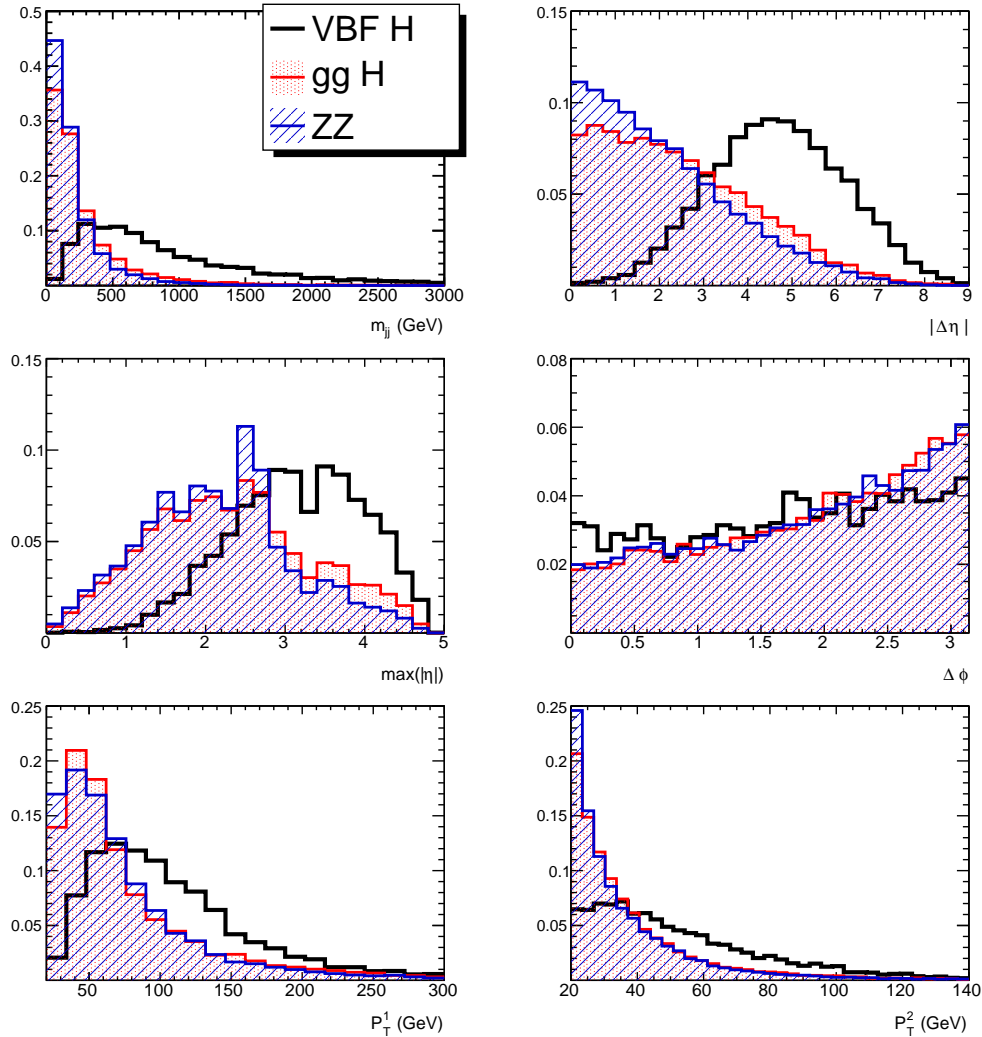 VBF H
gg H
ZZ
0.5
0.4
0.3
0.2
0.1
0 500 1000 1500 2000 2500 3000
m_jj (GeV)
0.15
0.10
0.05
0 1 2 3 4 5 6 7 8 9
|Δη|
0.15
0.10
0.05
0 1 2 3 4 5
max(|η|)
0.08
0.06
0.04
0.02
0 0.5 1 1.5 2 2.5 3
Δ ϕ
0.25
0.2
0.15
0.1
0.05
50 100 150 200 250 300
P_T^1 (GeV)
0.25
0.20
0.15
0.10
0.05
20 40 60 80 100 120 140
P_T^2 (GeV)